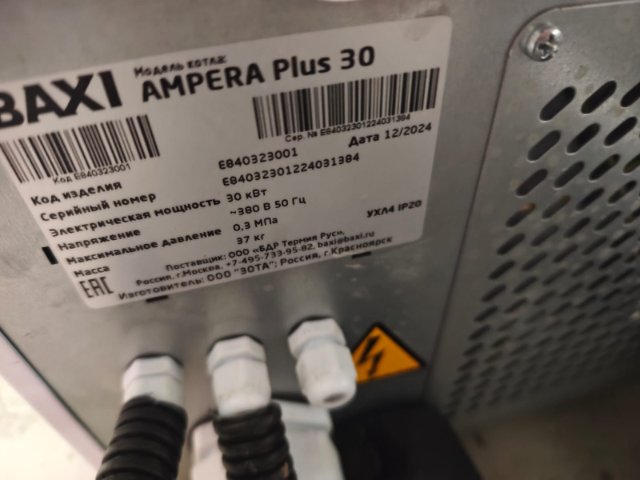 BAXI
Модель котла
AMPERA Plus 30
Код E840323001
Сер. № E840323012240313​84
Код изделия E840323001 Дата 12/2024
Серийный номер E84032301224031384
Электрическая мощность 30 кВт
Напряжение ~380 В 50 Гц
Максимальное давление 0,3 МПа УХЛ4 IP20
Масса 37 кг
EAC Поставщик: ООО «БДР Термия Рус»,
Россия, г.Москва, +7-495-733-95-82, baxi@baxi.ru
Изготовитель: ООО "ЗОТА"; Россия, г.Красноярск